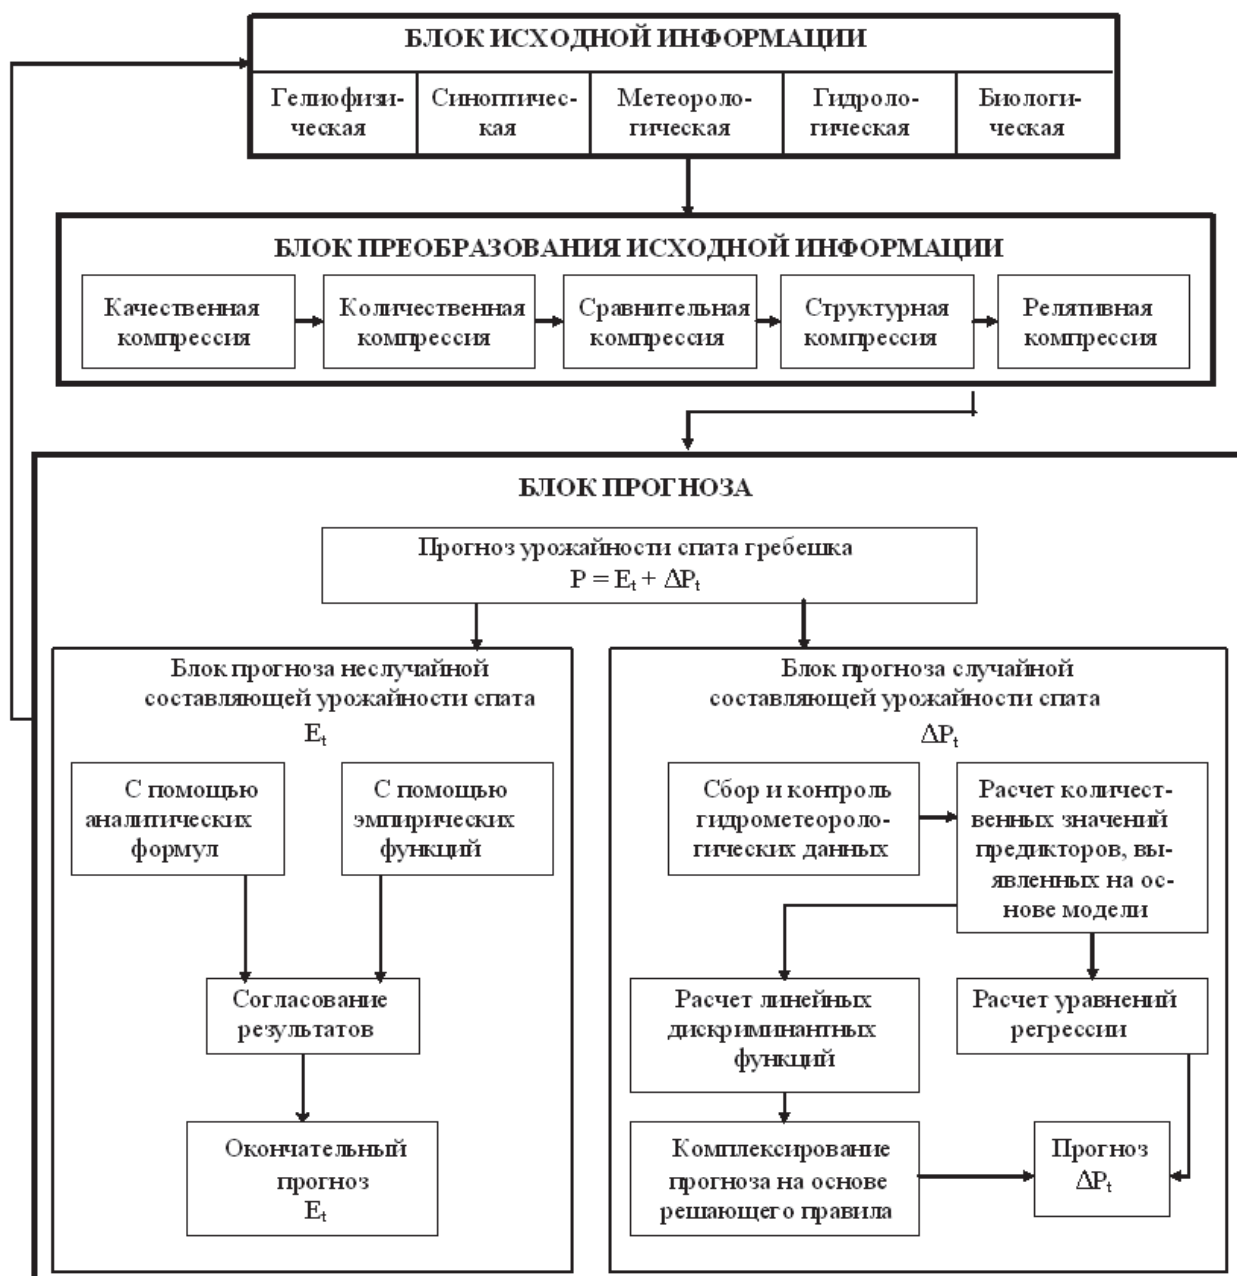 БЛОК ИСХОДНОЙ ИНФОРМАЦИИ
Гелиофизи-
ческая
Синоптичес-
кая
Метеороло-
гическая
Гидроло-
гическая
Биологи-
ческая
БЛОК ПРЕОБРАЗОВАНИЯ ИСХОДНОЙ ИНФОРМАЦИИ
Качественная
компрессия
Количественная
компрессия
Сравнительная
компрессия
Структурная
компрессия
Релятивная
компрессия
БЛОК ПРОГНОЗА
Прогноз урожайности спата гребешка
P = Et + ΔPt
Блок прогноза неслучайной
составляющей урожайности спата
Et
С помощью
аналитических
формул
С помощью
эмпирических
функций
Согласование
результатов
Окончательный
прогноз
Et
Блок прогноза случайной
составляющей урожайности спата
ΔPt
Сбор и контроль
гидрометеороло-
гических данных
Расчет количест-
венных значений
предикторов, вы-
явленных на ос-
нове модели
Расчет линейных
дискриминантных
функций
Расчет уравнений
регрессии
Комплексирование
прогноза на основе
решающего правила
Прогноз
ΔPt